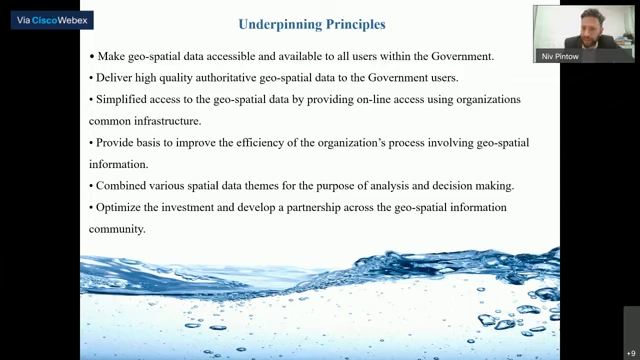 Via Cisco Webex
Underpinning Principles
Niv Pintow
• Make geo-spatial data accessible and available to all users within the Government.
• Deliver high quality authoritative geo-spatial data to the Government users.
• Simplified access to the geo-spatial data by providing on-line access using organizations
common infrastructure.
• Provide basis to improve the efficiency of the organization's process involving geo-spatial
information.
• Combined various spatial data themes for the purpose of analysis and decision making.
• Optimize the investment and develop a partnership across the geo-spatial information
community.
+9